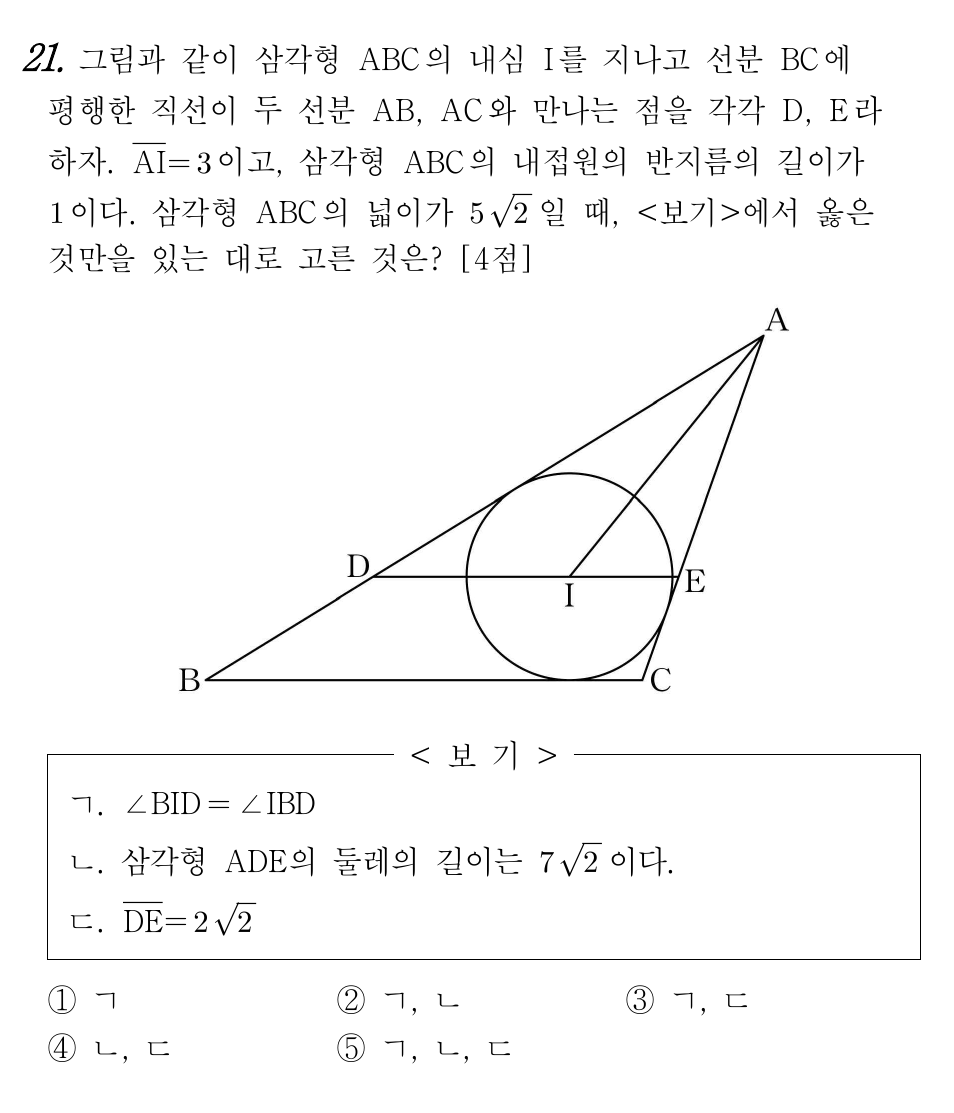 21. 그림과 같이 삼각형 ABC의 내심 I를 지나고 선분 BC에
평행한 직선이 두 선분 AB, AC와 만나는 점을 각각 D, E라
하자. $\overline{AI}$=3이고, 삼각형 ABC의 내접원의 반지름의 길이가
1이다. 삼각형 ABC의 넓이가 5√2일 때, <보기>에서 옳은
것만을 있는 대로 고른 것은? [4점]
A
D
I
E
B
C
< 보 기 >
ㄱ. ∠BID=∠IBD
ㄴ. 삼각형 ADE의 둘레의 길이는 7√2이다.
ㄷ. $\overline{DE}$=2√2
① ㄱ ② ㄱ, ㄴ ③ ㄱ, ㄷ
④ ㄴ, ㄷ ⑤ ㄱ, ㄴ, ㄷ